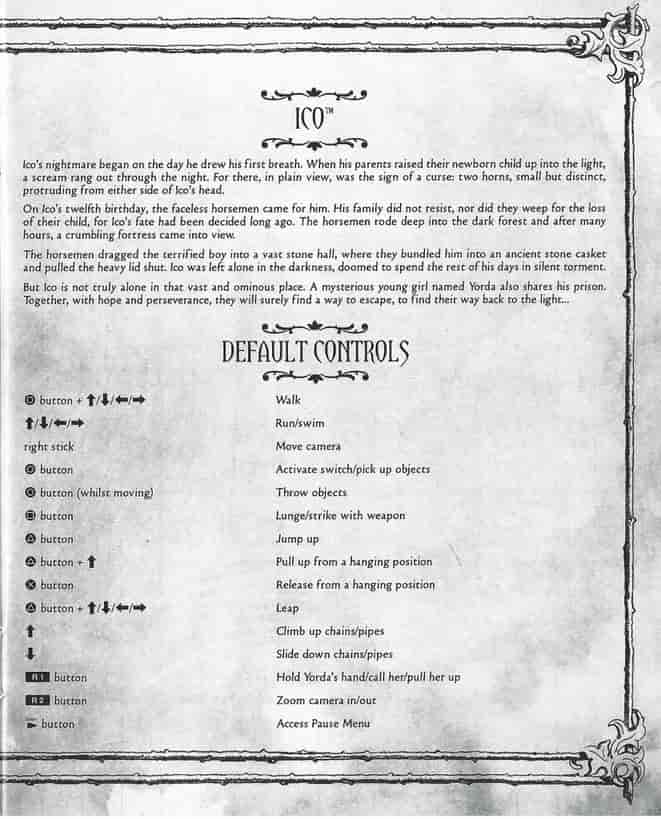 ICO™
Ico's nightmare began on the day he drew his first breath. When his parents raised their newborn child up into the light,
a scream rang out through the night. For there, in plain view, was the sign of a curse: two horns, small but distinct,
protruding from either side of Ico's head.
On Ico's twelfth birthday, the faceless horsemen came for him. His family did not resist, nor did they weep for the loss
of their child, for Ico's fate had been decided long ago. The horsemen rode deep into the dark forest and after many
hours, a crumbling fortress came into view.
The horsemen dragged the terrified boy into a vast stone hall, where they bundled him into an ancient stone casket
and pulled the heavy lid shut. Ico was left alone in the darkness, doomed to spend the rest of his days in silent torment.
But Ico is not truly alone in that vast and ominous place. A mysterious young girl named Yorda also shares his prison.
Together, with hope and perseverance, they will surely find a way to escape, to find their way back to the light...
DEFAULT CONTROLS
button + ↑/↓/←/→ Walk
↑/↓/←/→ Run/swim
right stick Move camera
button Activate switch/pick up objects
button (whilst moving) Throw objects
button Lunge/strike with weapon
button Jump up
button + ↑ Pull up from a hanging position
button Release from a hanging position
button + ↑/↓/←/→ Leap
↑ Climb up chains/pipes
↓ Slide down chains/pipes
R1 button Hold Yorda's hand/call her/pull her up
R2 button Zoom camera in/out
button Access Pause Menu